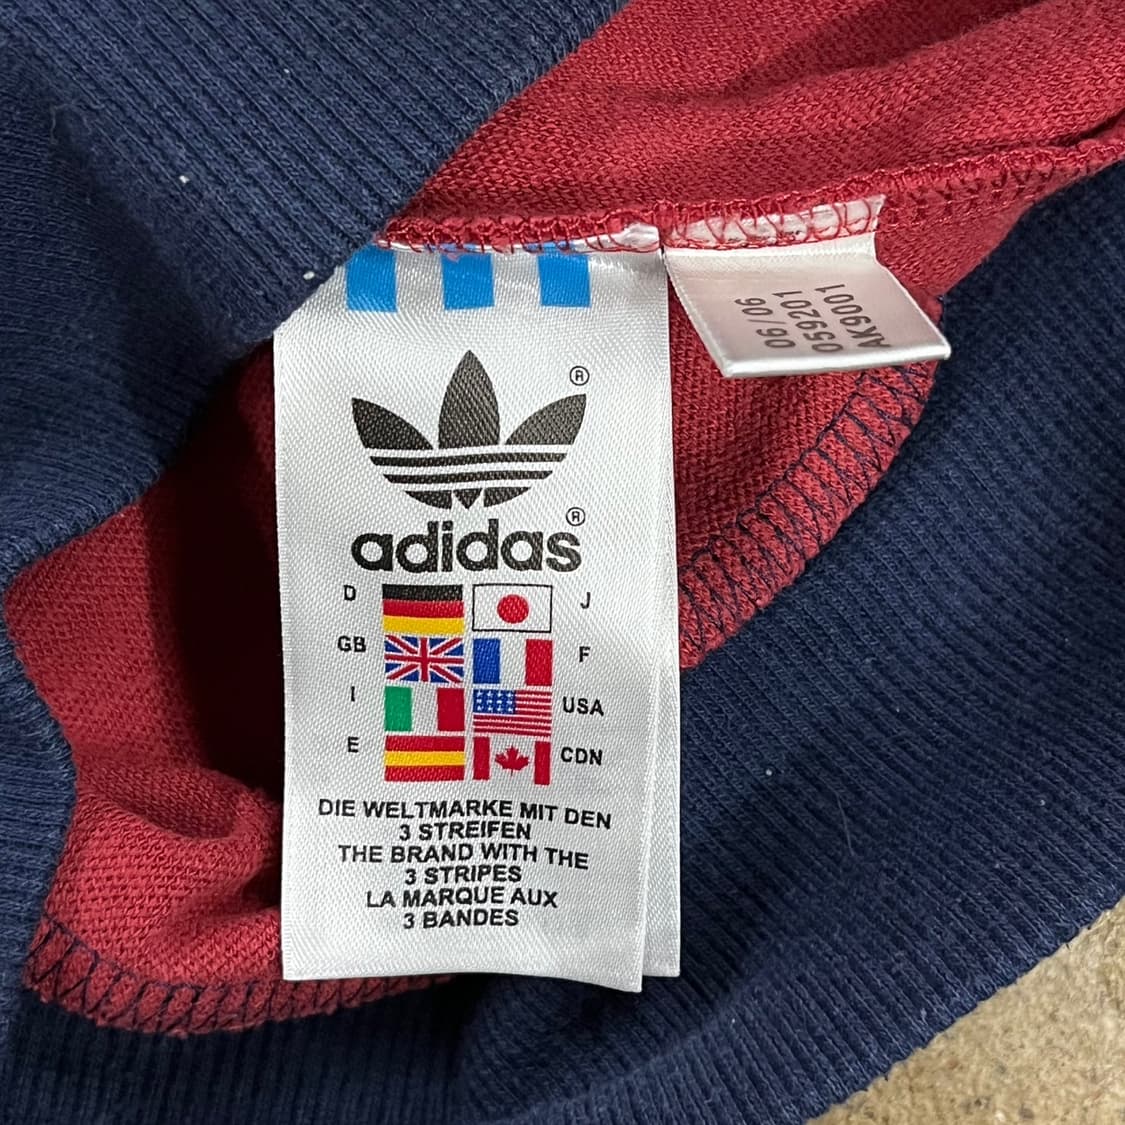 ®
adidas®
D
J
GB
F
I
USA
E
CDN
DIE WELTMARKE MIT DEN
3 STREIFEN
THE BRAND WITH THE
3 STRIPES
LA MARQUE AUX
3 BANDES
06/06
059201
AK9001